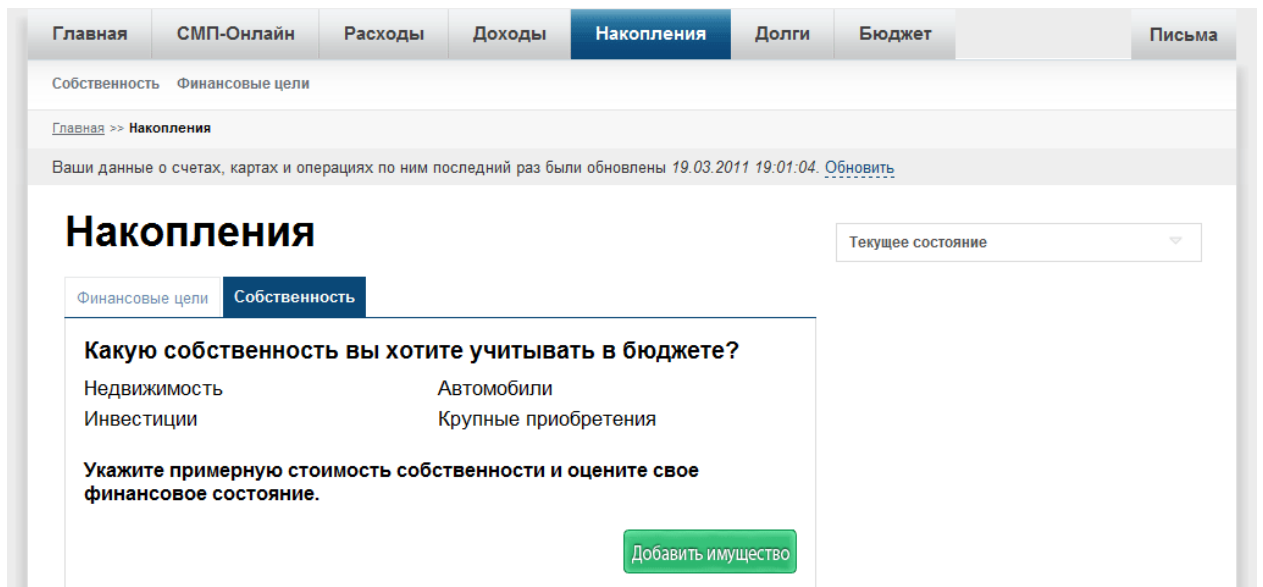 Главная СМП-Онлайн Расходы Доходы Накопления Долги Бюджет Письма
Собственность Финансовые цели
Главная >> Накопления
Ваши данные о счетах, картах и операциях по ним последний раз были обновлены 19.03.2011 19:01:04. Обновить
Накопления
Текущее состояние
Финансовые цели Собственность
Какую собственность вы хотите учитывать в бюджете?
Недвижимость Автомобили
Инвестиции Крупные приобретения
Укажите примерную стоимость собственности и оцените свое
финансовое состояние.
Добавить имущество